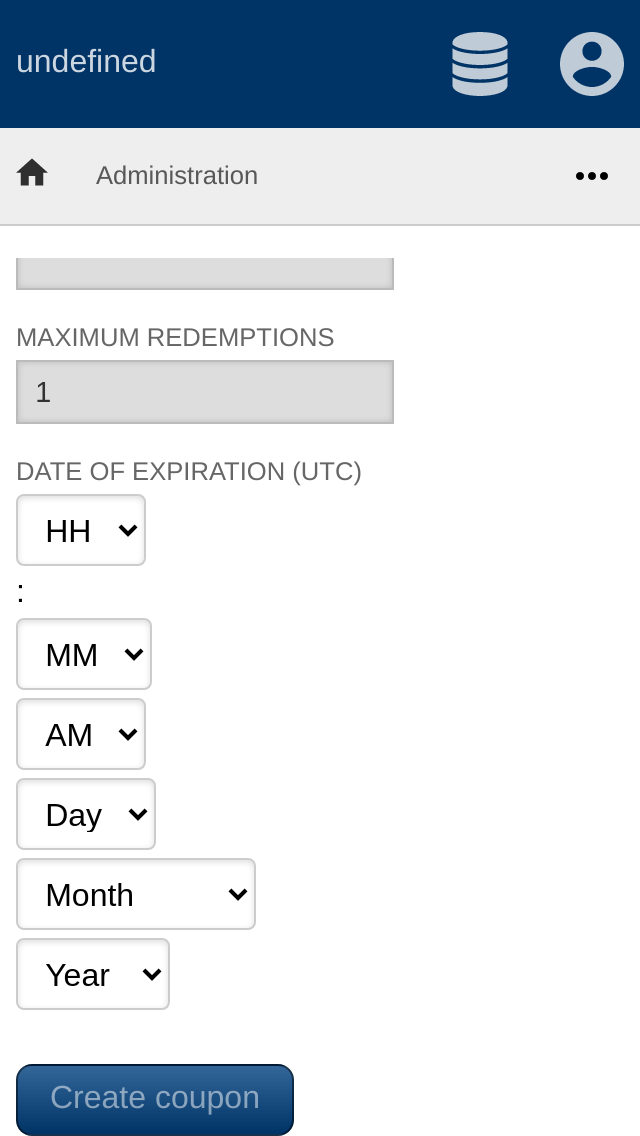 undefined
Administration
MAXIMUM REDEMPTIONS
1
DATE OF EXPIRATION (UTC)
HH
:
MM
AM
Day
Month
Year
Create coupon